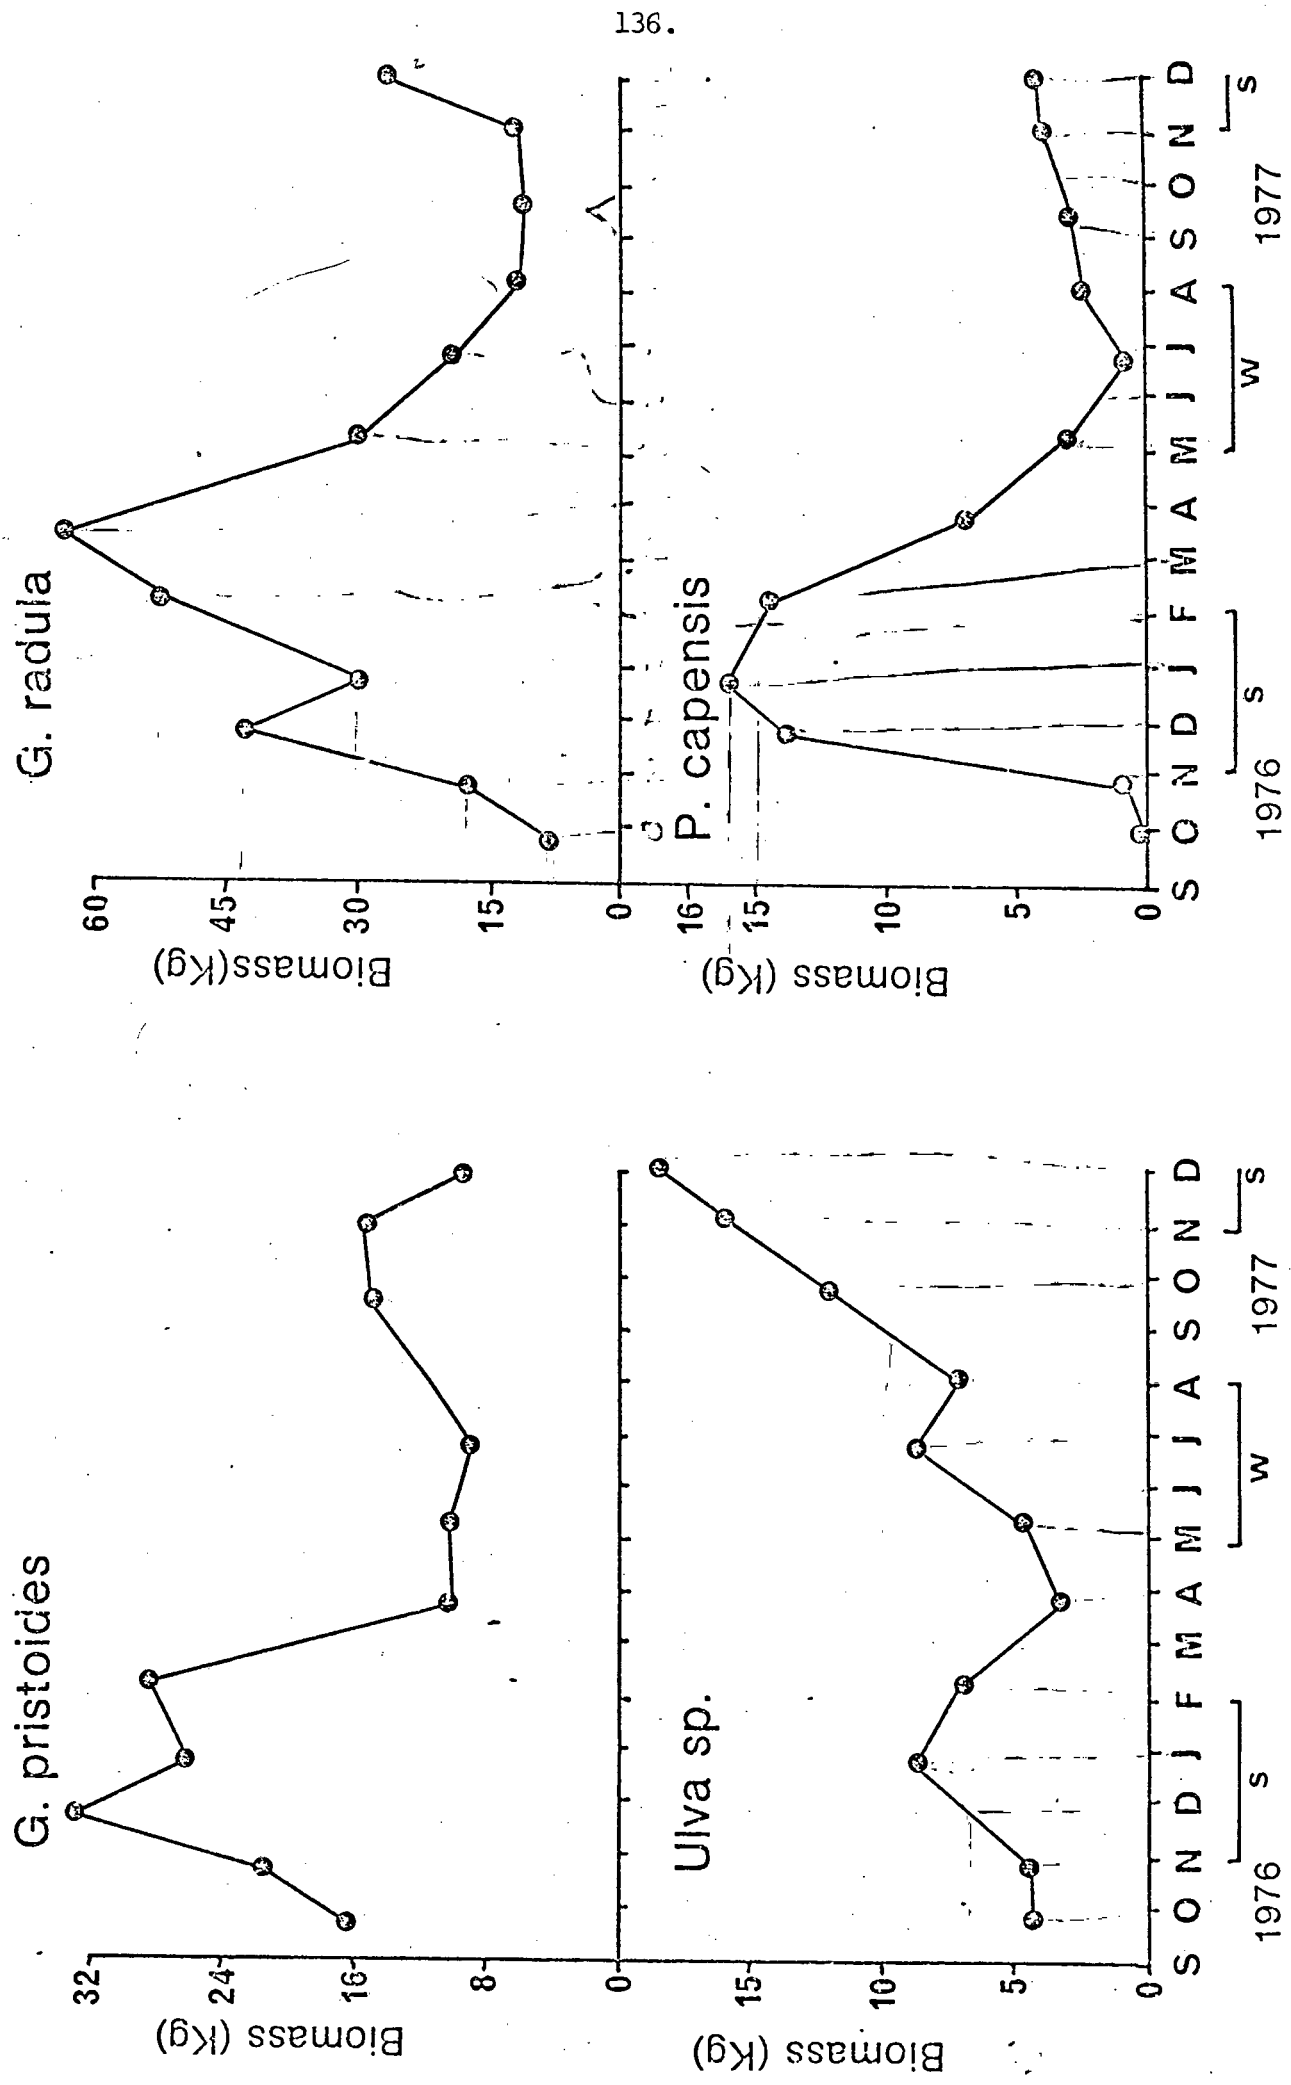 136.
G. pristoides
Biomass (Kg)
32
24
16
8
0
Ulva sp.
Biomass (Kg)
15
10
5
0
S O N D J F M A M J J A S O N D
s w s
1976 1977
G. radula
Biomass(Kg)
60
45
30
15
0
P. capensis
Biomass (Kg)
16
15
10
5
0
S O N D J F M A M J J A S O N D
s w s
1976 1977